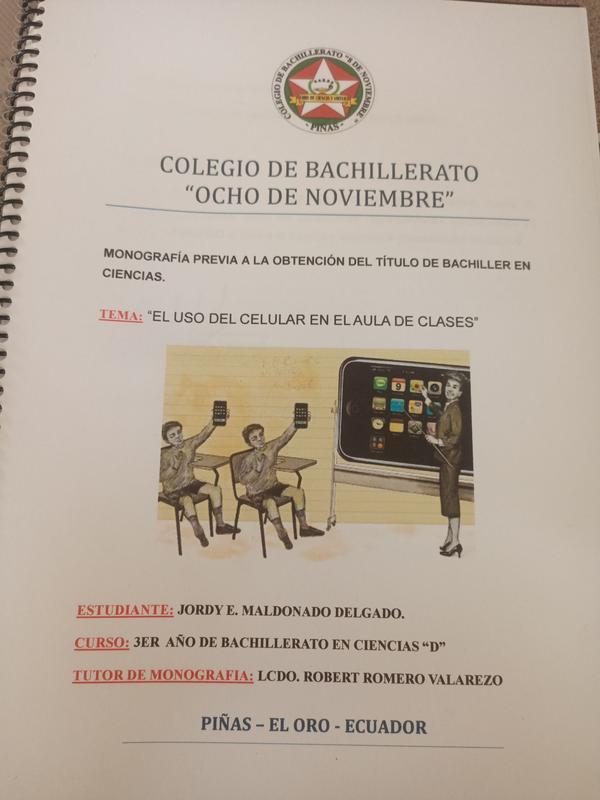 COLEGIO DE BACHILLERATO "8 DE NOVIEMBRE"
- PIÑAS -
COLEGIO DE BACHILLERATO
"OCHO DE NOVIEMBRE"
MONOGRAFÍA PREVIA A LA OBTENCIÓN DEL TÍTULO DE BACHILLER EN
CIENCIAS.
TEMA: "EL USO DEL CELULAR EN EL AULA DE CLASES"
9
ESTUDIANTE: JORDY E. MALDONADO DELGADO.
CURSO: 3ER AÑO DE BACHILLERATO EN CIENCIAS "D"
TUTOR DE MONOGRAFIA: LCDO. ROBERT ROMERO VALAREZO
PIÑAS – EL ORO - ECUADOR